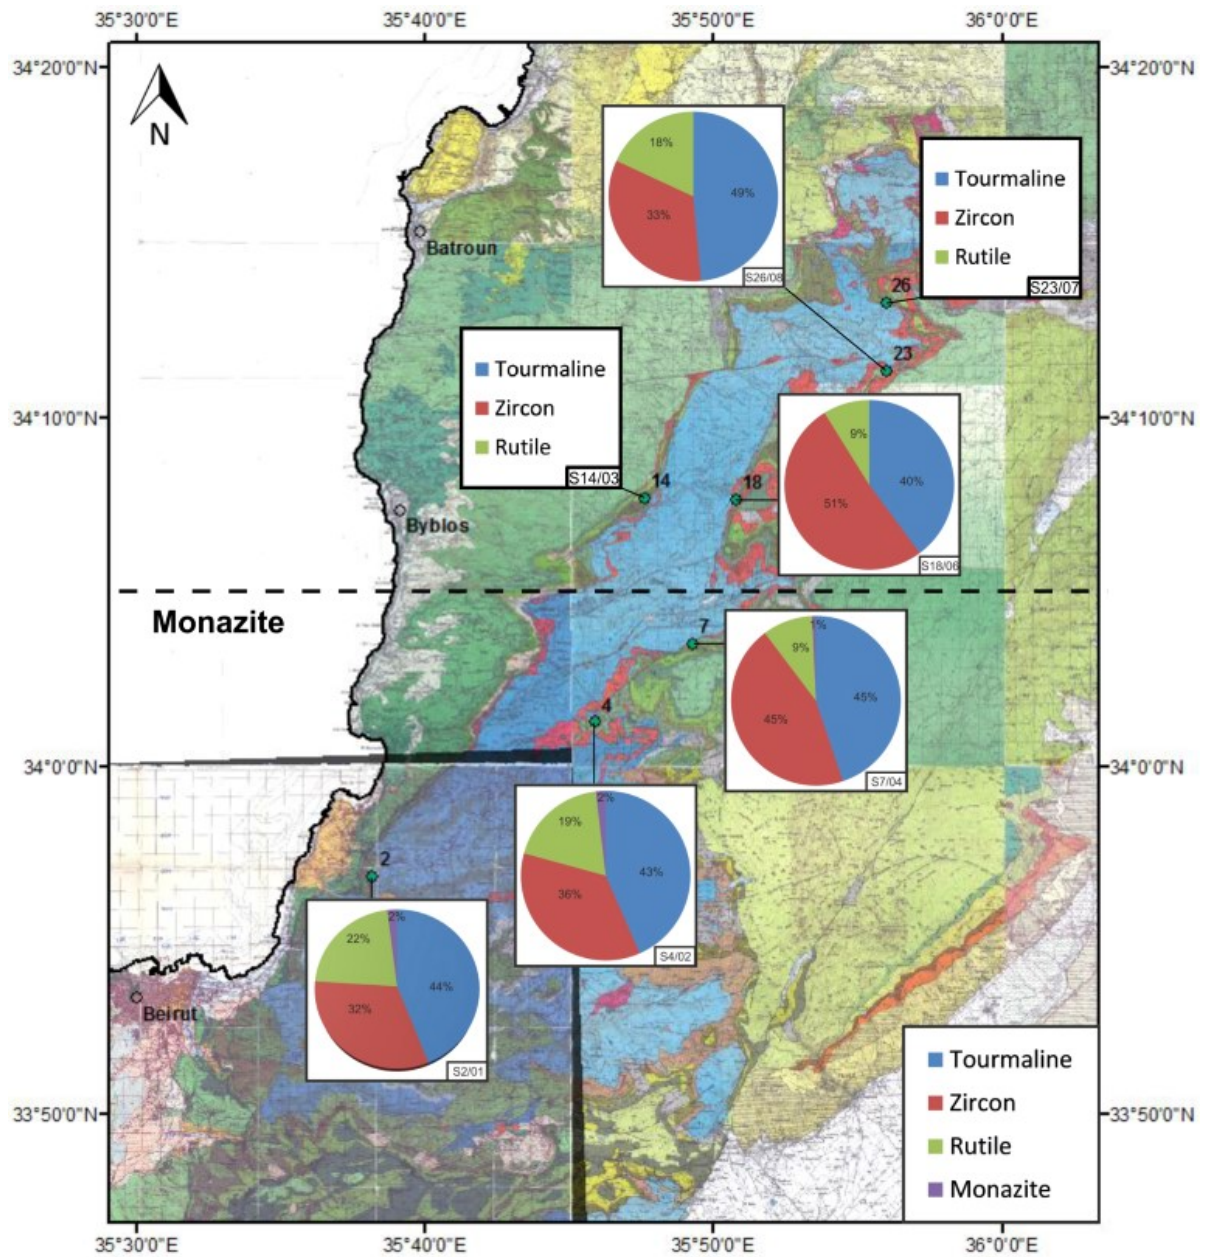 35°30'0"E
35°40'0"E
35°50'0"E
36°0'0"E
34°20'0"N
34°20'0"N
N
18%
49%
33%
S26/08
Tourmaline
Zircon
Rutile
S23/07
Batroun
26
23
Tourmaline
Zircon
Rutile
S14/03
34°10'0"N
34°10'0"N
14
18
9%
40%
51%
S18/06
Byblos
Monazite
7
1%
9%
45%
45%
S7/04
4
34°0'0"N
34°0'0"N
2%
19%
43%
36%
S4/02
2
2%
22%
44%
32%
S2/01
Beirut
Tourmaline
Zircon
Rutile
Monazite
33°50'0"N
33°50'0"N
35°30'0"E
35°40'0"E
35°50'0"E
36°0'0"E